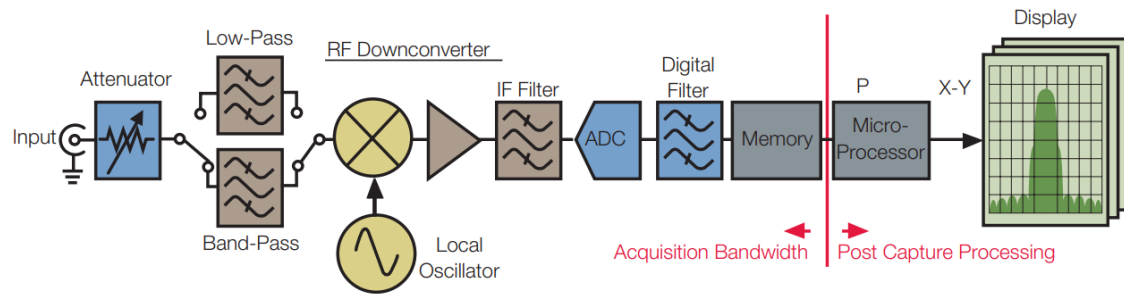 Display
Low-Pass
RF Downconverter
Attenuator
Digital
Filter
IF Filter
P
X-Y
Input
ADC
Memory
Micro-
Processor
Band-Pass
Local
Oscillator
Acquisition Bandwidth
Post Capture Processing